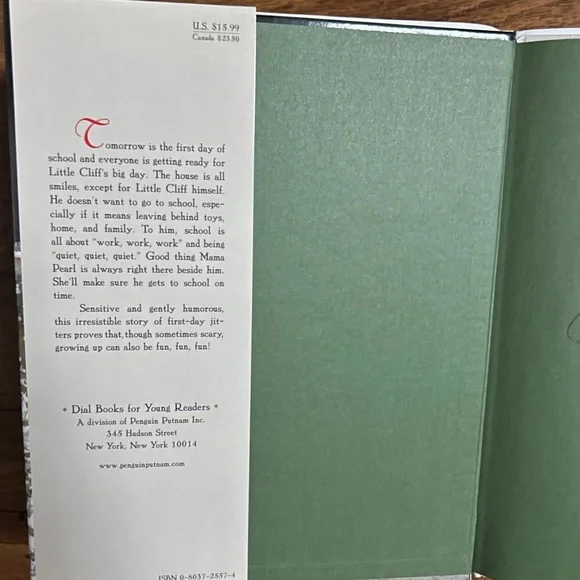 U.S. $15.99
Canada $23.50
Tomorrow is the first day of
school and everyone is getting ready for
Little Cliff's big day. The house is all
smiles, except for Little Cliff himself.
He doesn't want to go to school, espe-
cially if it means leaving behind toys,
home, and family. To him, school is
all about "work, work, work" and being
"quiet, quiet, quiet." Good thing Mama
Pearl is always right there beside him.
She'll make sure he gets to school on
time.
Sensitive and gently humorous,
this irresistible story of first-day jit-
ters proves that, though sometimes scary,
growing up can also be fun, fun, fun!
• Dial Books for Young Readers •
A division of Penguin Putnam Inc.
345 Hudson Street
New York, New York 10014
www.penguinputnam.com
ISBN 0-8037-2557-4